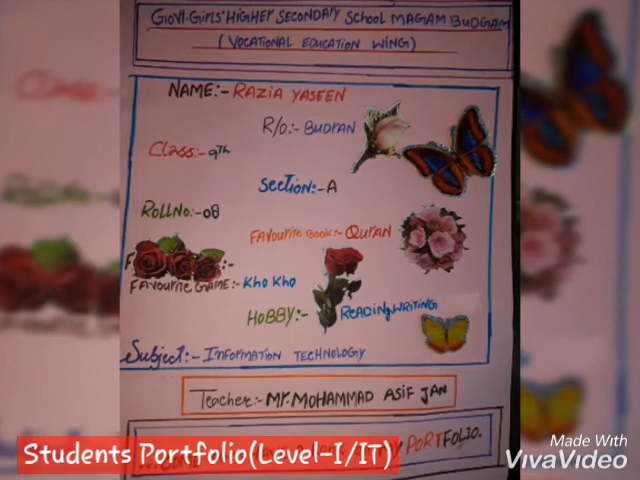 GOVT. GIRLS' HIGHER SECONDARY SCHOOL MAGAM BUDGAM
(VOCATIONAL EDUCATION WING)
NAME:- RAZIA YASEEN
R/O:- BUDRAN
Class:- 9th
Section:- A
ROLLNO:- 08
FAVOURITE BOOK:- QURAN
FAVOURITE GAME:- Kho Kho
HOBBY:- READING,WRITING
Subject:- INFORMATION TECHNOLOGY
Teacher:- MR. MOHAMMAD ASIF JAN
PORTFOLIO.
Students Portfolio(Level-I/IT)
Made With
VivaVideo